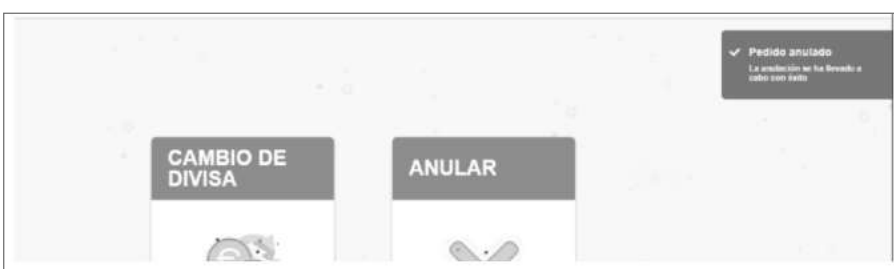 Pedido anulado
La anulación se ha llevado a
cabo con éxito
CAMBIO DE
DIVISA
ANULAR